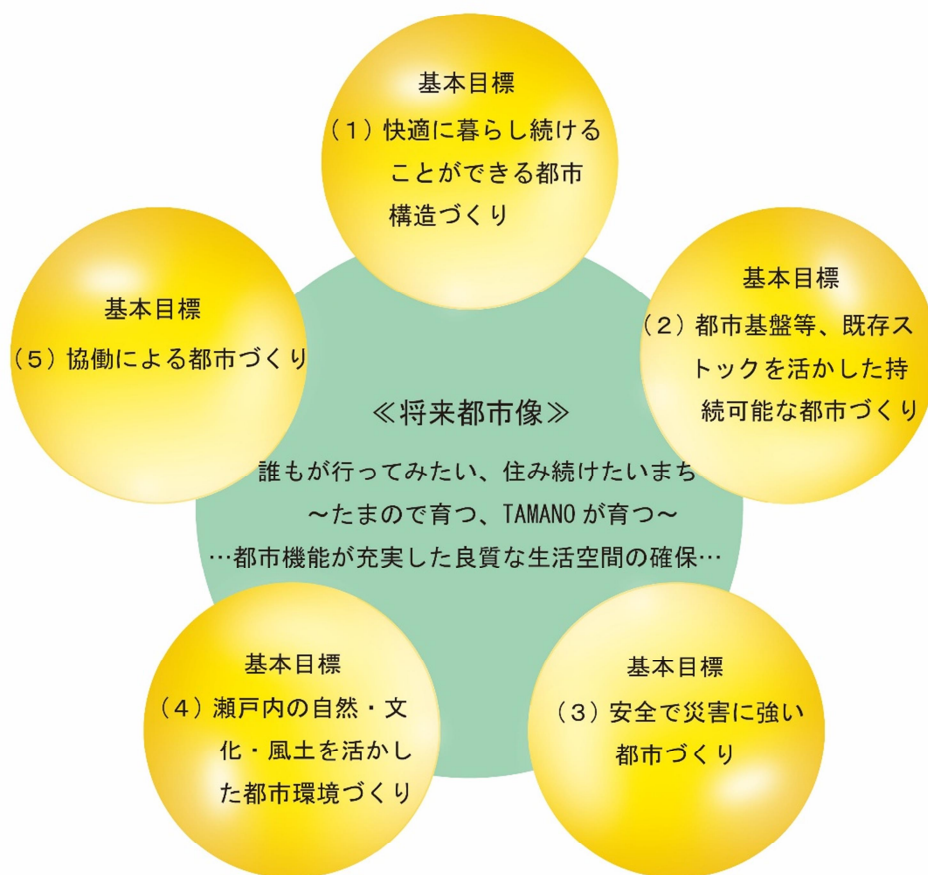 基本目標
（１）快適に暮らし続ける
ことができる都市
構造づくり
基本目標
（２）都市基盤等、既存ス
トックを活かした持
続可能な都市づくり
基本目標
（３）安全で災害に強い
都市づくり
基本目標
（４）瀬戸内の自然・文
化・風土を活かし
た都市環境づくり
基本目標
（５）協働による都市づくり
≪将来都市像≫
誰もが行ってみたい、住み続けたいまち
～たまので育つ、TAMANOが育つ～
…都市機能が充実した良質な生活空間の確保…